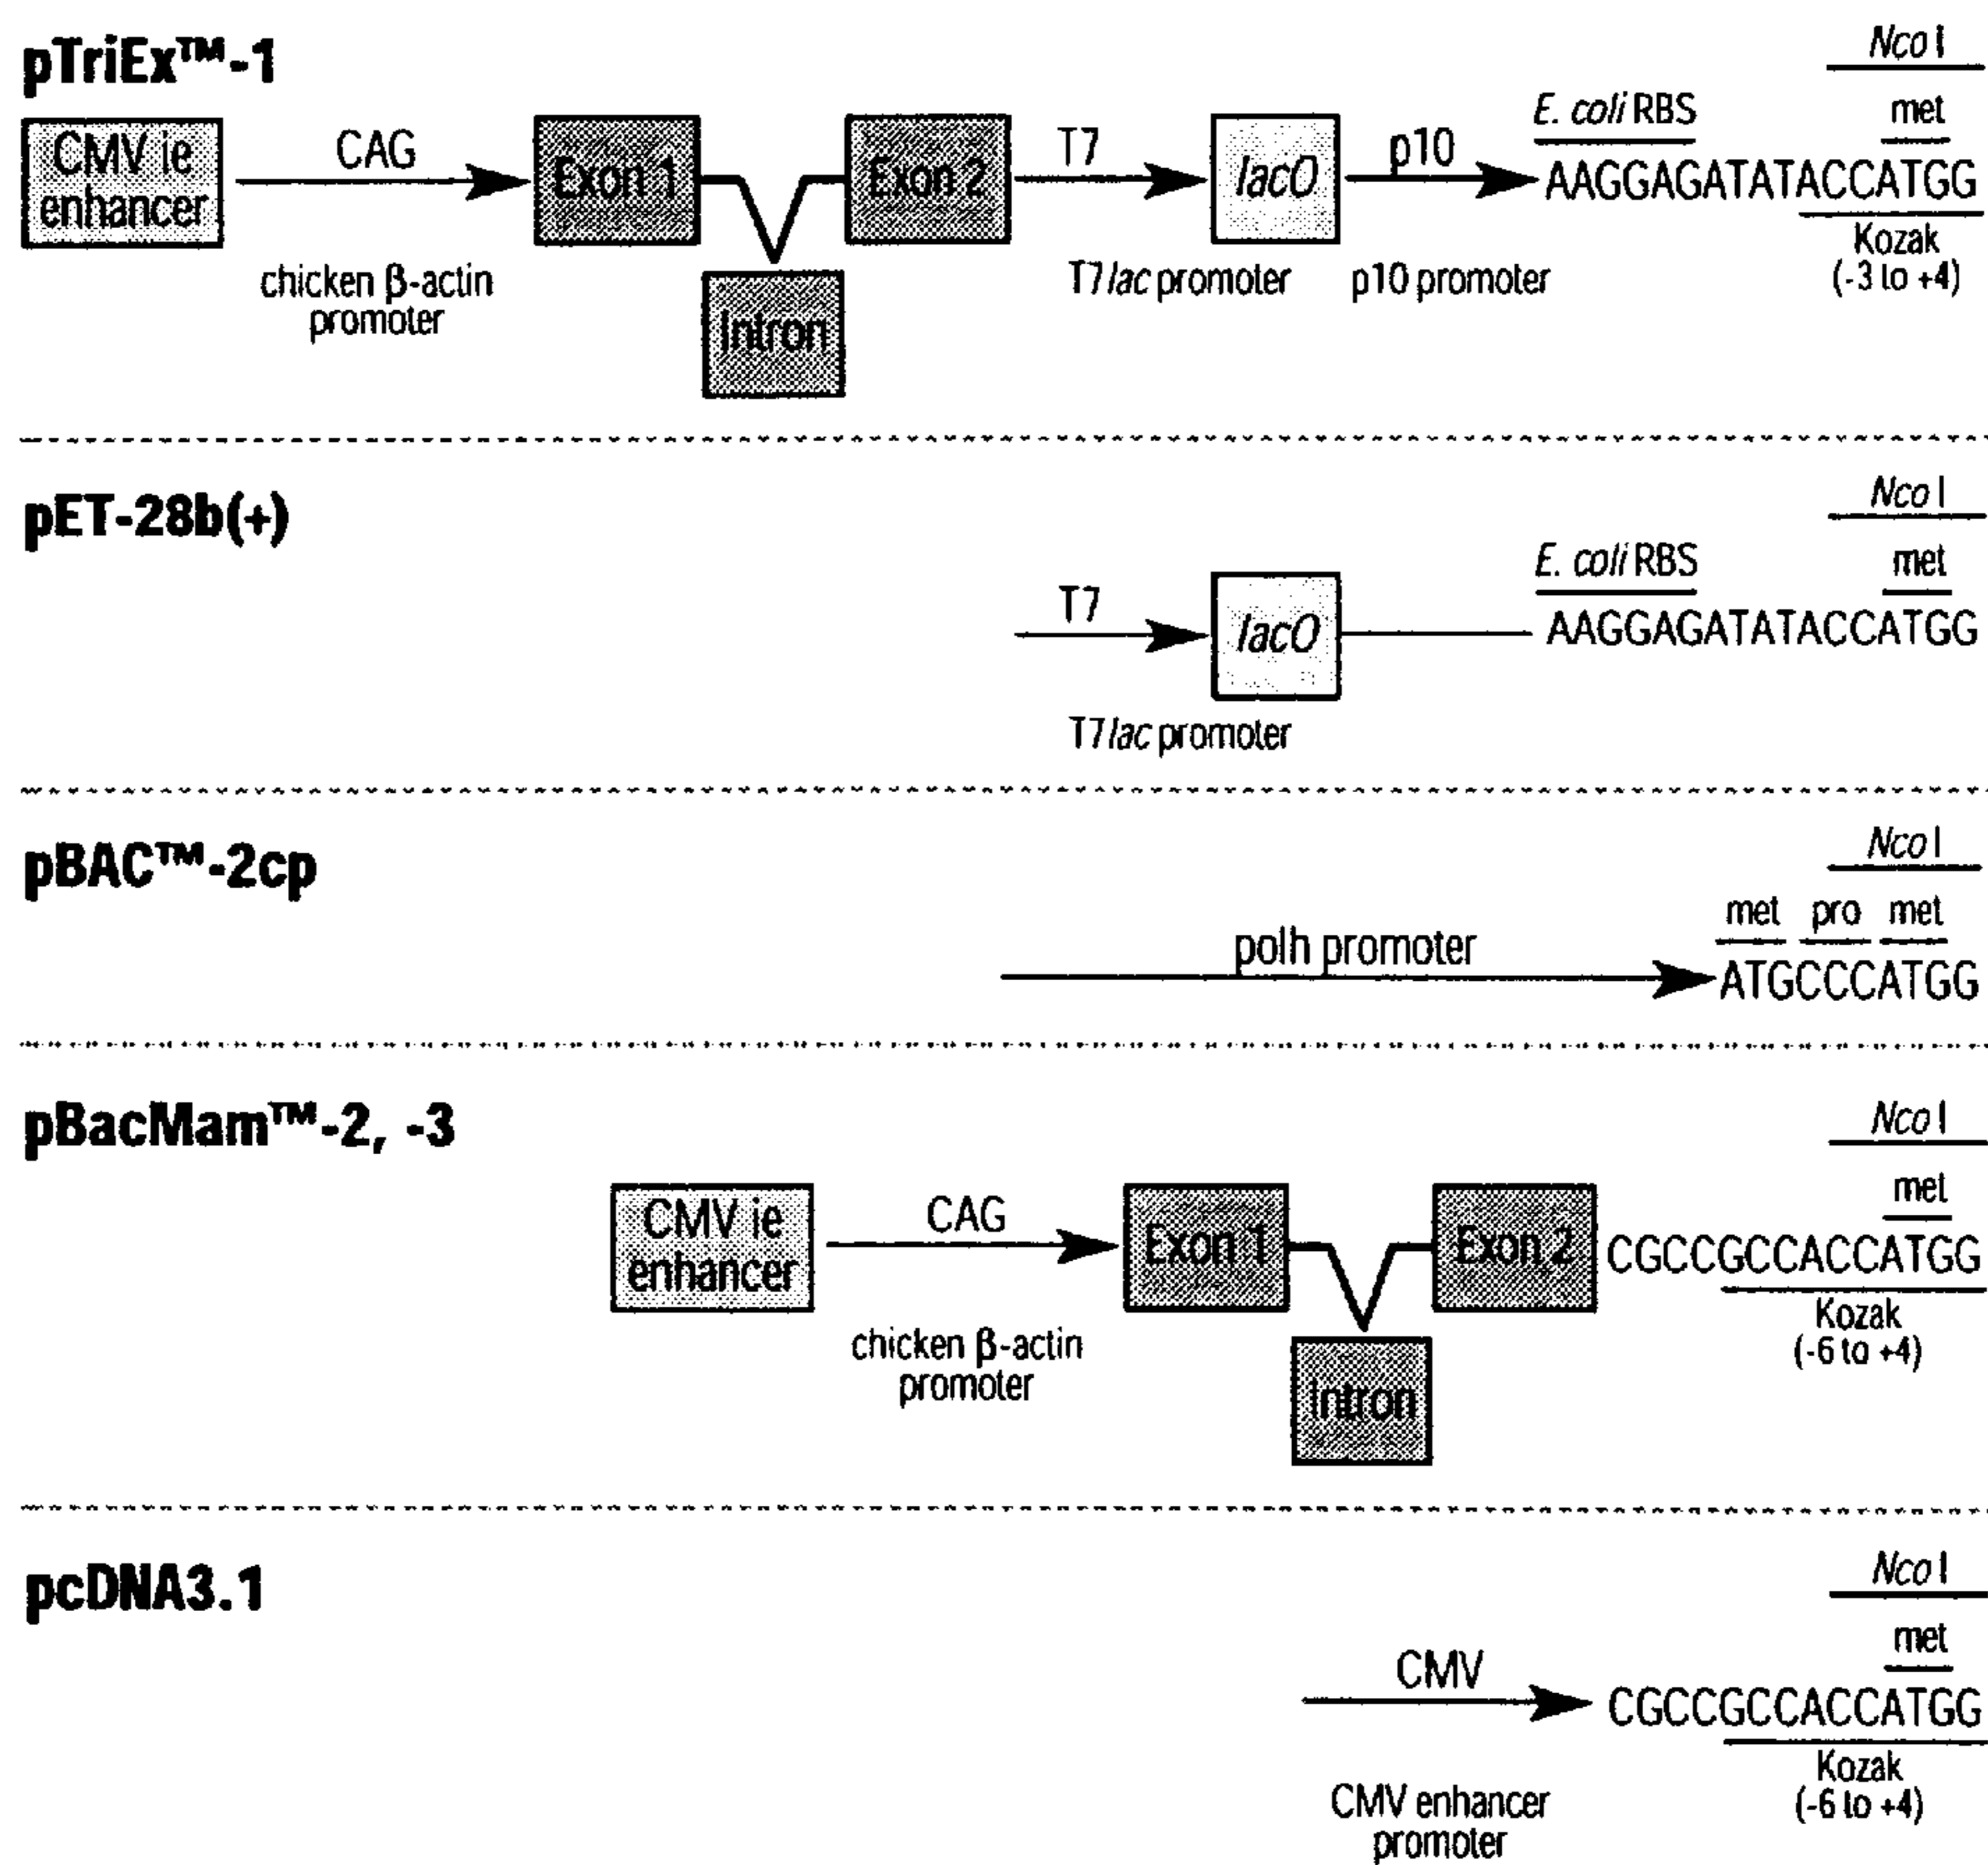 pTriEx™-1
Nco I
E. coli RBS
met
CMV ie
enhancer
CAG
Exon 1
Exon 2
T7
lacO
p10
AAGGAGATATACCATGG
Kozak
(-3 to +4)
chicken β-actin
promoter
Intron
T7lac promoter
p10 promoter
pET-28b(+)
Nco I
E. coli RBS
met
T7
lacO
AAGGAGATATACCATGG
T7lac promoter
pBAC™-2cp
Nco I
met pro met
polh promoter
ATGCCCATGG
pBacMam™-2, -3
Nco I
met
CMV ie
enhancer
CAG
Exon 1
Exon 2
CGCCGCCACCATGG
Kozak
(-6 to +4)
chicken β-actin
promoter
Intron
pcDNA3.1
Nco I
met
CMV
CGCCGCCACCATGG
Kozak
(-6 to +4)
CMV enhancer
promoter